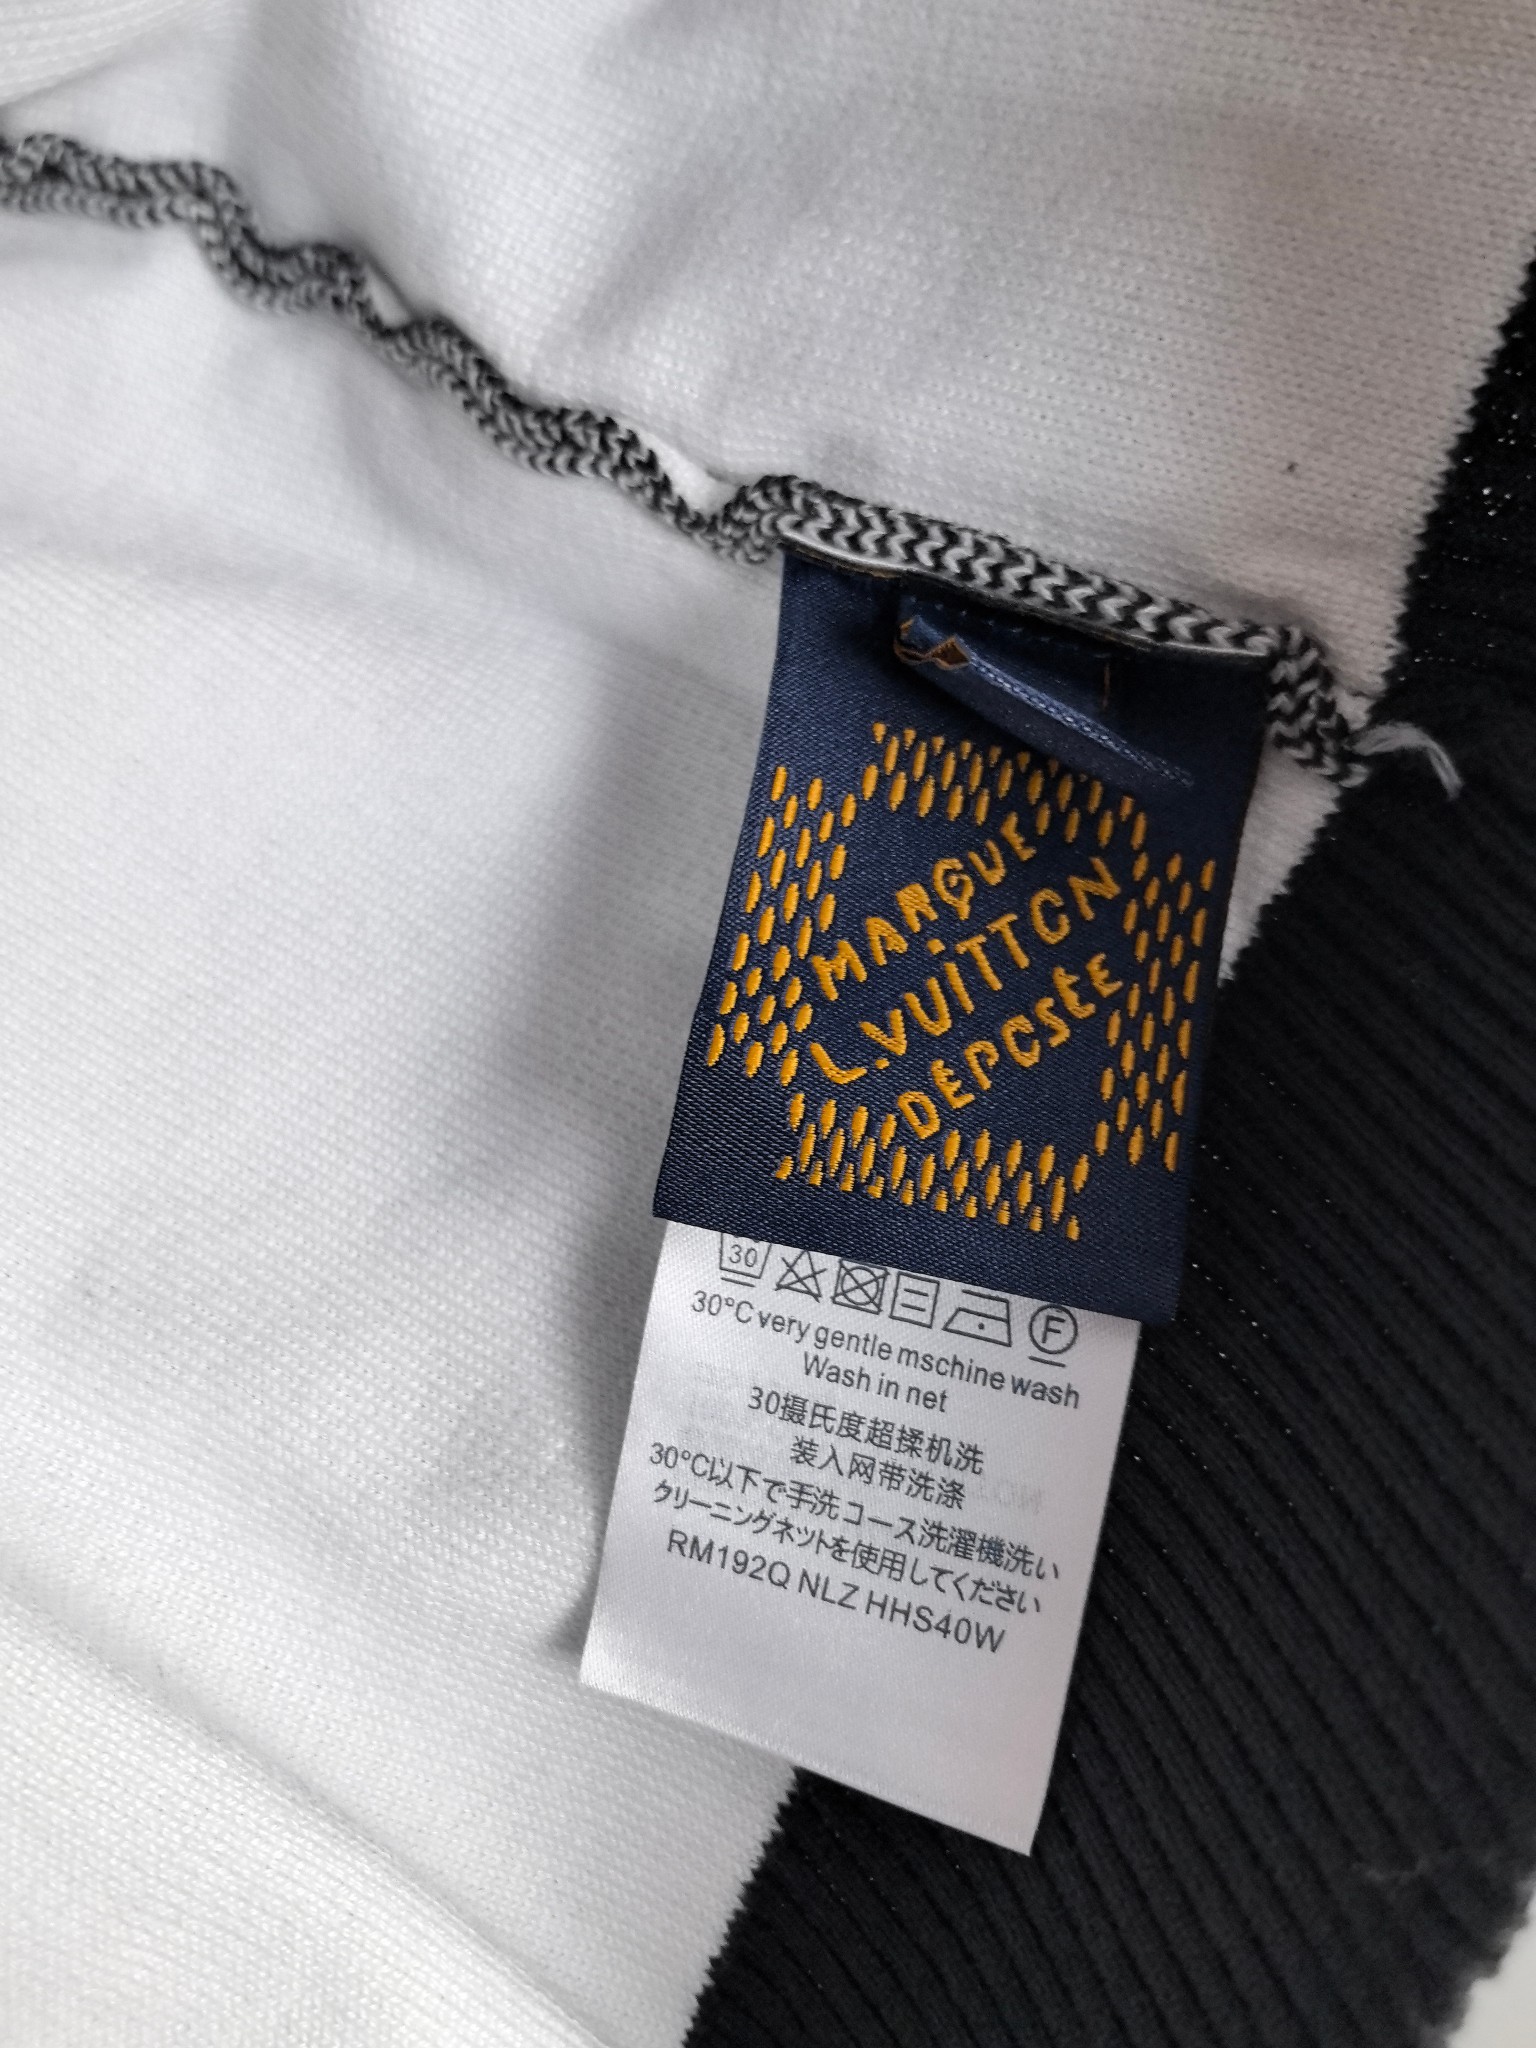 MARQUE
L.VUITTON
DÉPOSÉE
30
F
30°C very gentle mschine wash
Wash in net
30摄氏度超揉机洗
装入网带洗涤
30°C以下で手洗コース洗濯機洗い
クリーニングネットを使用してください
RM192Q NLZ HHS40W